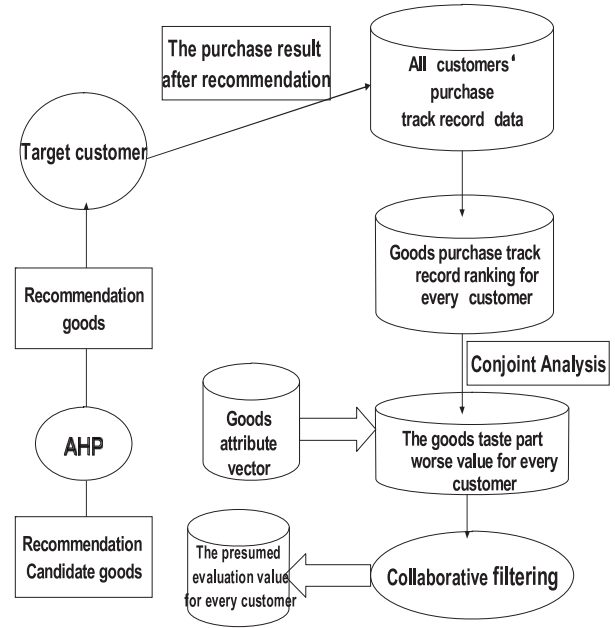 The purchase result
after recommendation
All customers'
purchase
track record data
Target customer
Goods purchase track
record ranking for
every customer
Recommendation
goods
Conjoint Analysis
Goods
attribute
vector
The goods taste part
worse value for every
customer
AHP
Recommendation
Candidate goods
The presumed
evaluation value
for every customer
Collaborative filtering